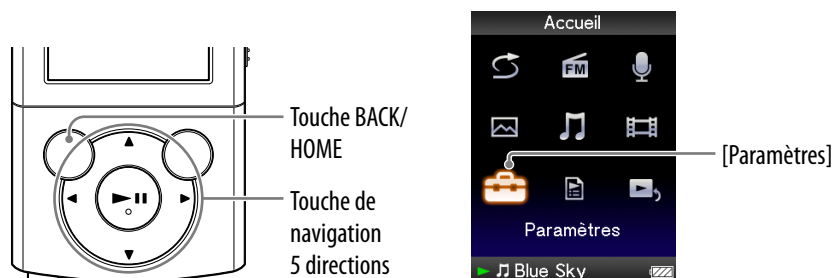 Accueil
FM
Touche BACK/
HOME
[Paramètres]
Touche de
navigation
5 directions
Paramètres
Blue Sky